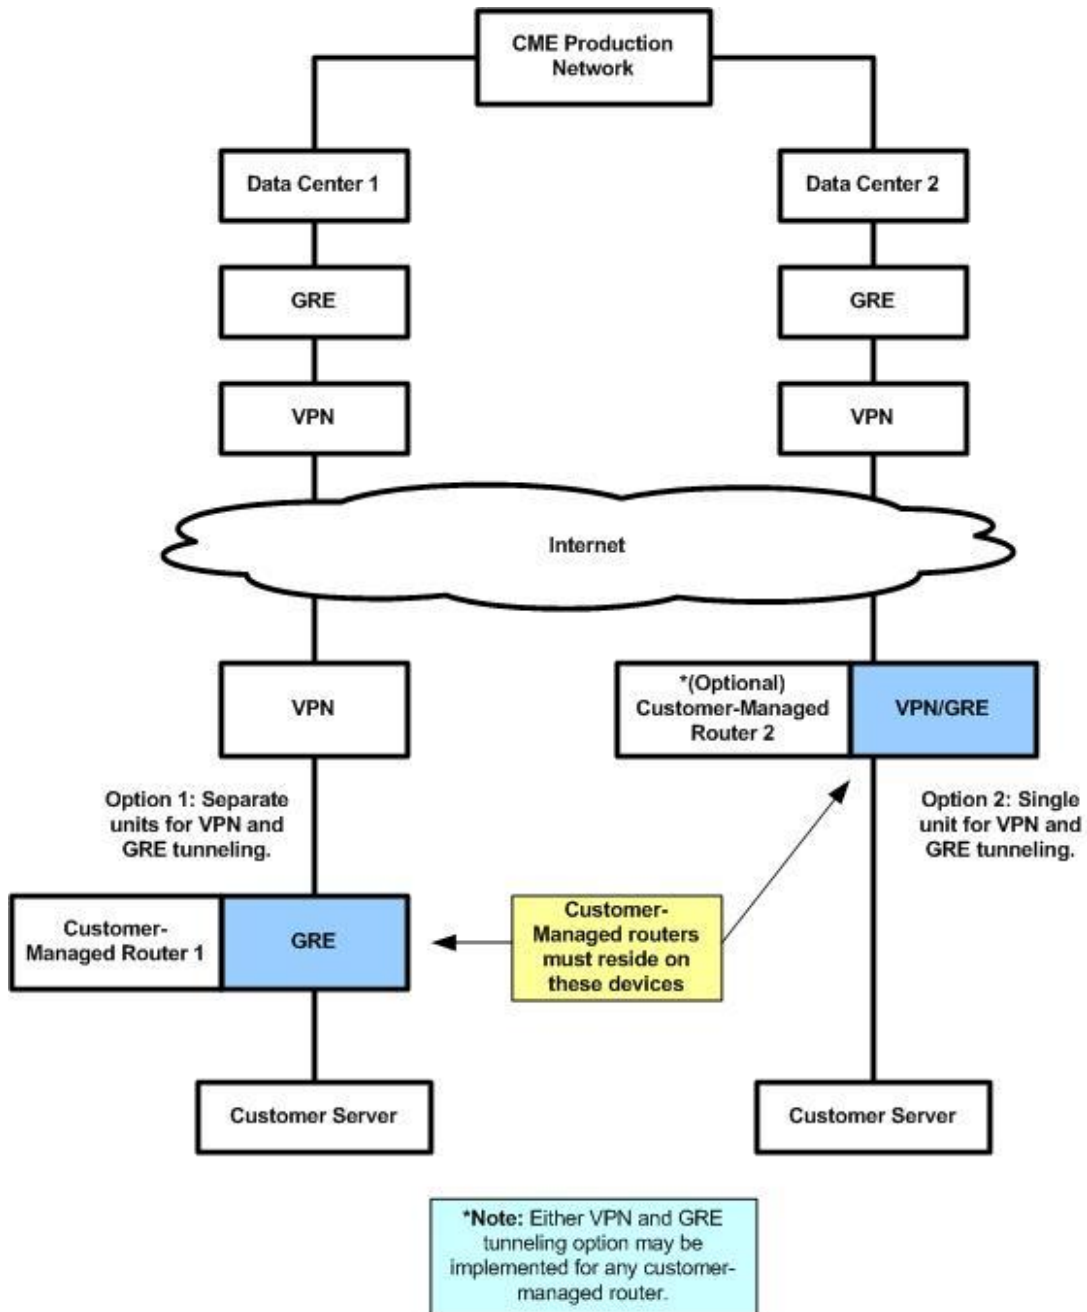 CME Production
Network
Data Center 1
Data Center 2
GRE
GRE
VPN
VPN
Internet
VPN
*(Optional)
Customer-Managed
Router 2
VPN/GRE
Option 1: Separate
units for VPN and
GRE tunneling.
Option 2: Single
unit for VPN and
GRE tunneling.
Customer-
Managed Router 1
GRE
Customer-
Managed routers
must reside on
these devices
Customer Server
Customer Server
*Note: Either VPN and GRE
tunneling option may be
implemented for any customer-
managed router.